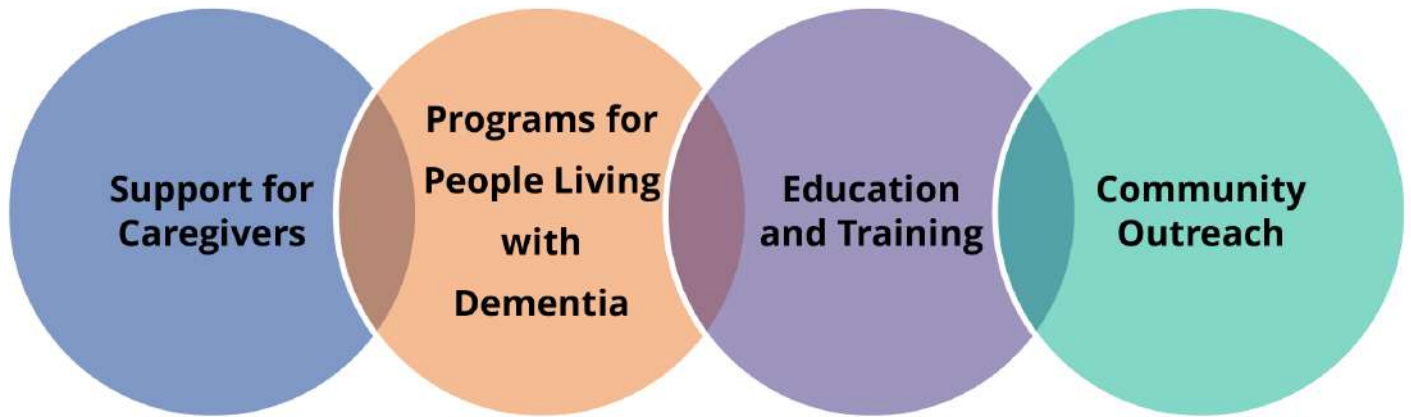 Support for
Caregivers
Programs for
People Living
with
Dementia
Education
and Training
Community
Outreach